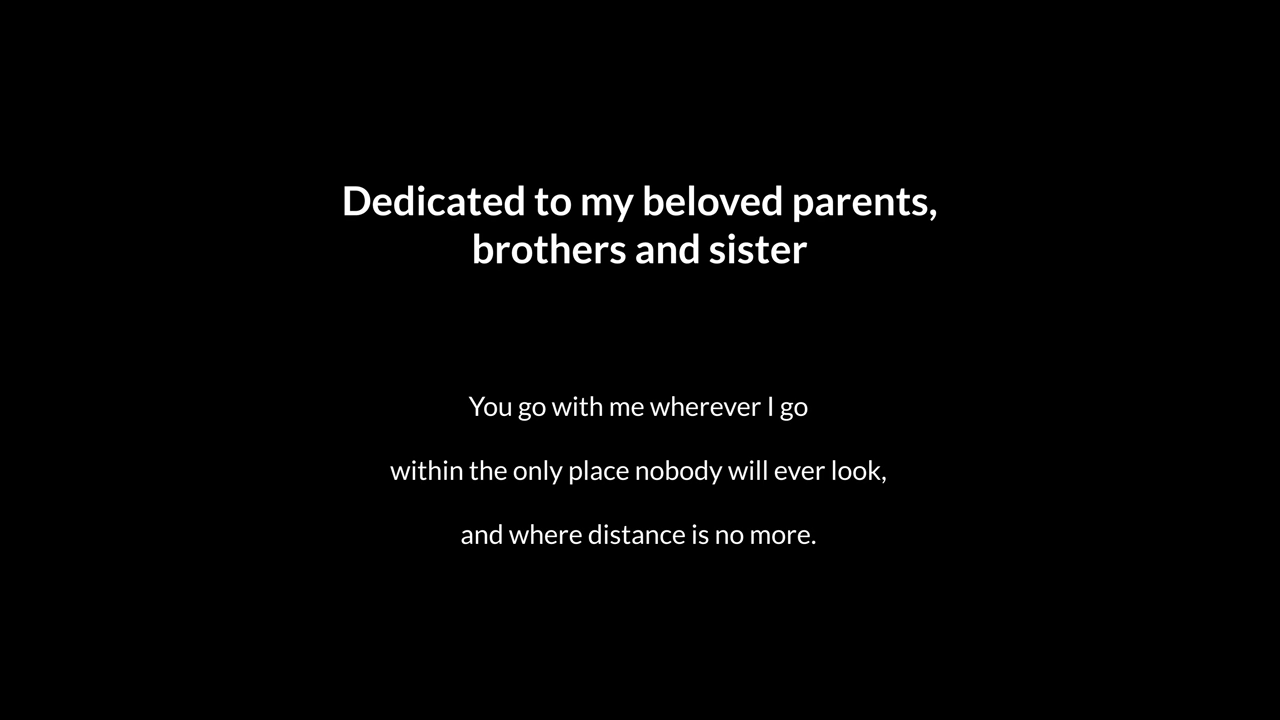 Dedicated to my beloved parents,
brothers and sister
You go with me wherever I go
within the only place nobody will ever look,
and where distance is no more.